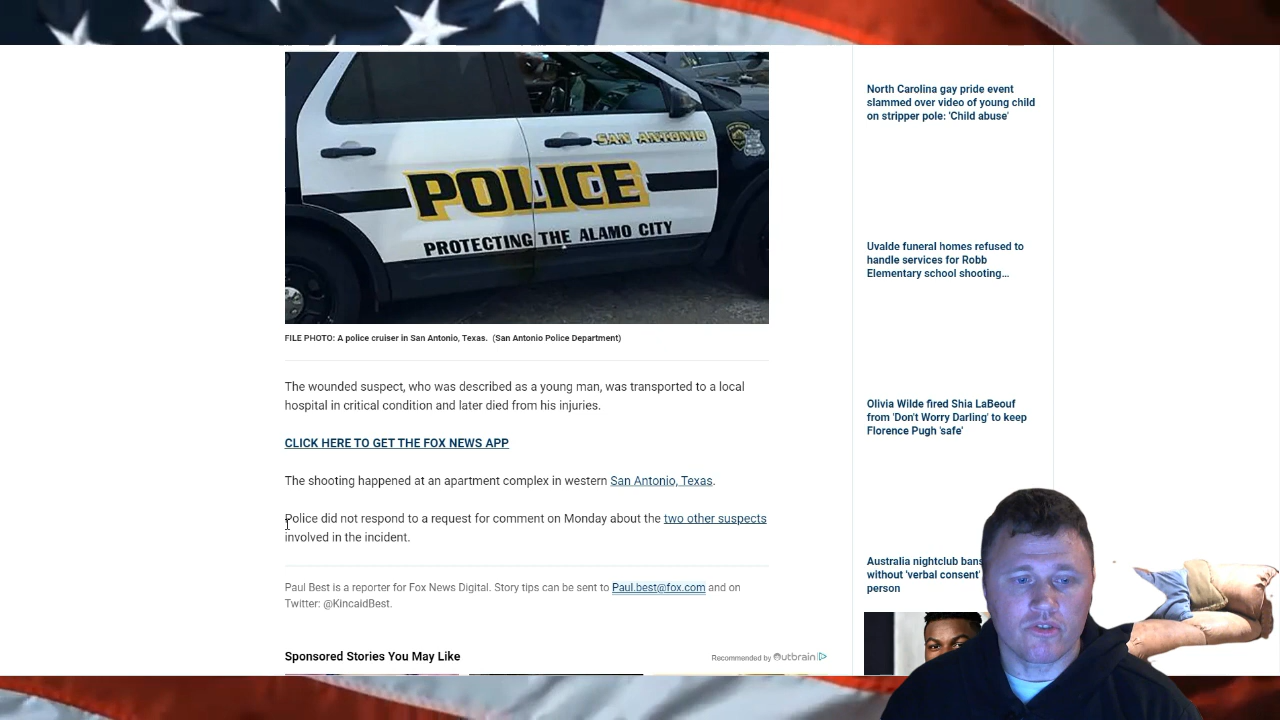 SAN ANTONIO
POLICE
PROTECTING THE ALAMO CITY
FILE PHOTO: A police cruiser in San Antonio, Texas.  (San Antonio Police Department)
The wounded suspect, who was described as a young man, was transported to a local
hospital in critical condition and later died from his injuries.
CLICK HERE TO GET THE FOX NEWS APP
The shooting happened at an apartment complex in western San Antonio, Texas.
Police did not respond to a request for comment on Monday about the two other suspects
involved in the incident.
Paul Best is a reporter for Fox News Digital. Story tips can be sent to Paul.best@fox.com and on
Twitter: @KincaidBest.
Sponsored Stories You May Like
Recommended by Outbrain
North Carolina gay pride event
slammed over video of young child
on stripper pole: 'Child abuse'
Uvalde funeral homes refused to
handle services for Robb
Elementary school shooting...
Olivia Wilde fired Shia LaBeouf
from 'Don't Worry Darling' to keep
Florence Pugh 'safe'
Australia nightclub bans
without 'verbal consent'
person